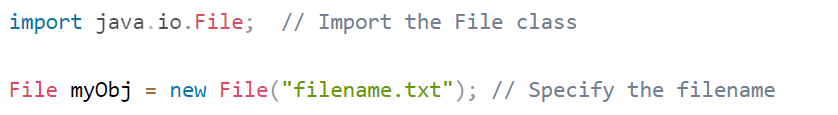 import java.io.File;  // Import the File class
File myObj = new File("filename.txt"); // Specify the filename